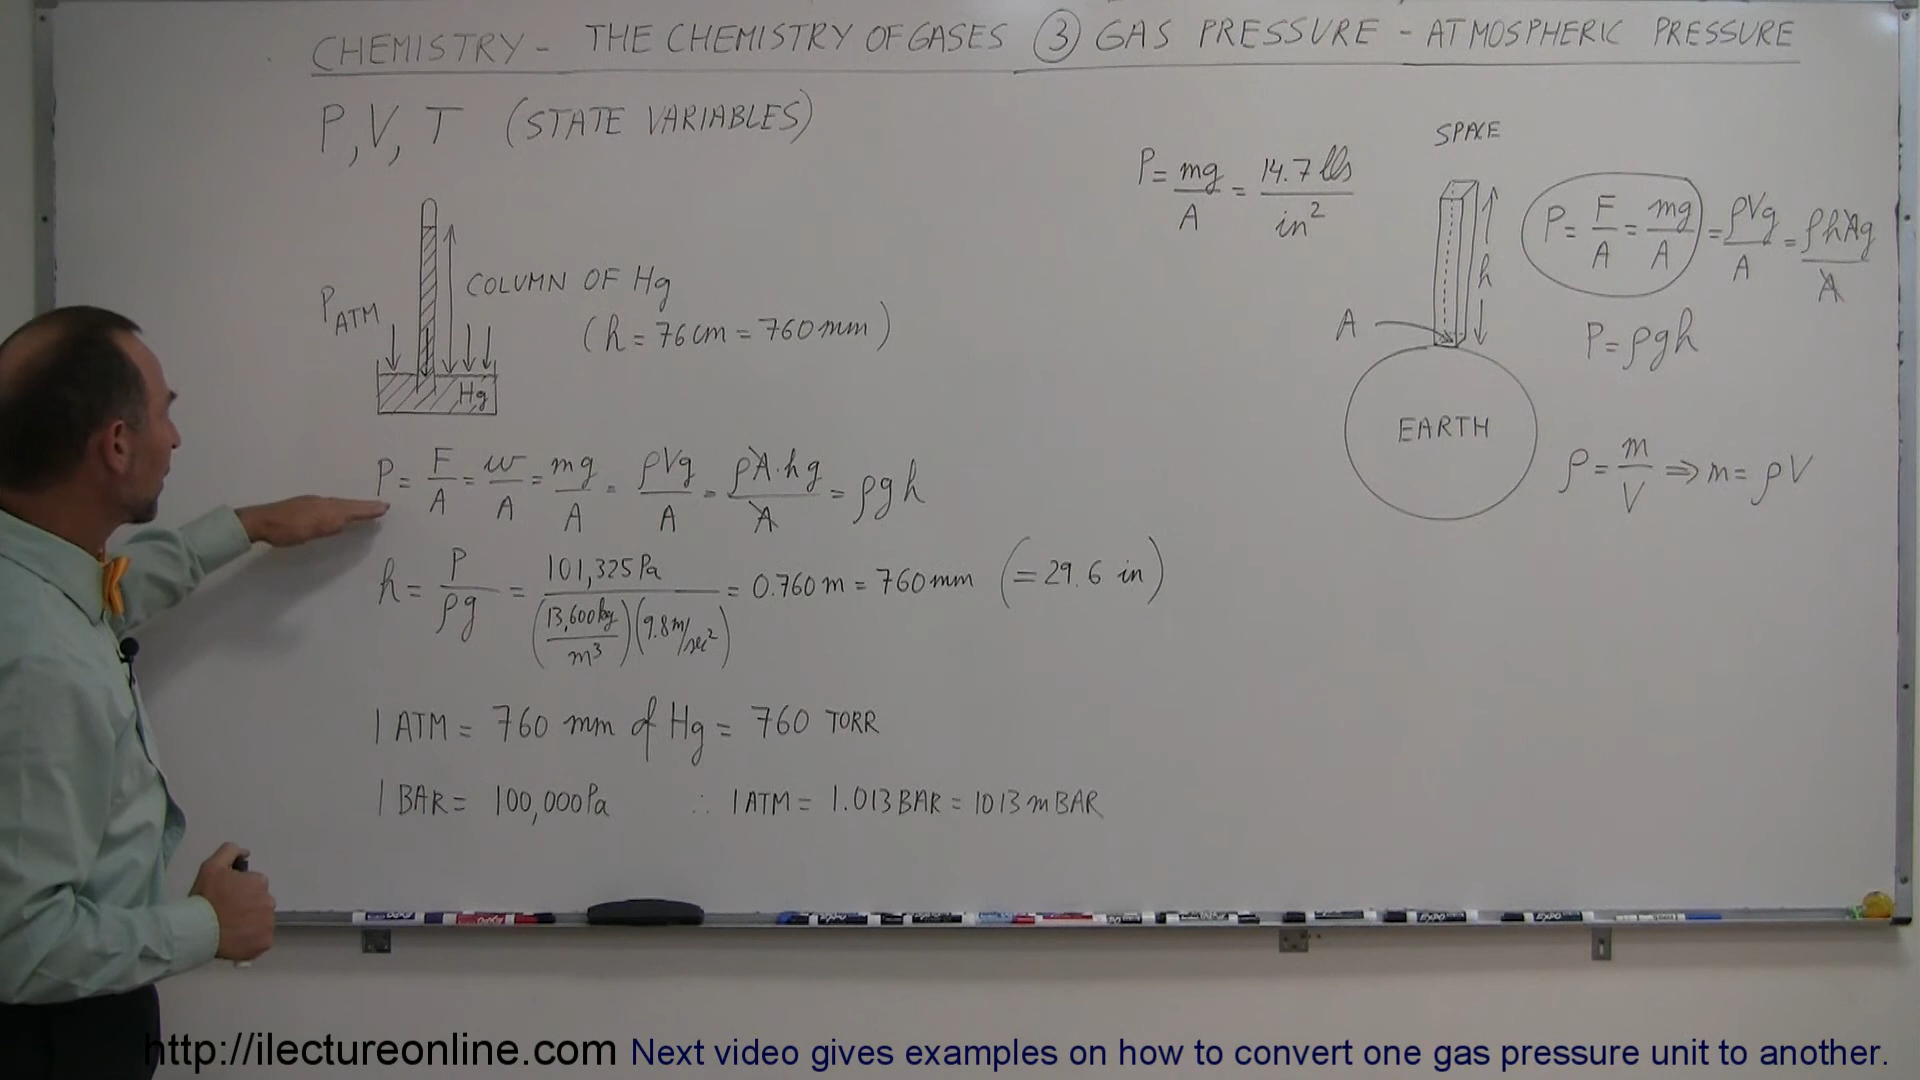 CHEMISTRY - THE CHEMISTRY OF GASES ③ GAS PRESSURE - ATMOSPHERIC PRESSURE
P, V, T (STATE VARIABLES)
SPACE
P = mg/A = 14.7 lbs/in²
P = F/A = mg/A = ρVg/A = ρhAg/A
h
A
P = ρgh
EARTH
ρ = m/V ⇒ m = ρV
P ATM
COLUMN OF Hg
(h = 76 cm = 760 mm)
Hg
P = F/A = w/A = mg/A = ρVg/A = ρA·hg/A = ρgh
h = P/ρg = 101,325 Pa/(13,600 kg/m³)(9.8 m/sec²) = 0.760 m = 760 mm (= 29.6 in)
1 ATM = 760 mm of Hg = 760 TORR
1 BAR = 100,000 Pa ∴ 1 ATM = 1.013 BAR = 1013 mBAR
EXPO
http://ilectureonline.com Next video gives examples on how to convert one gas pressure unit to another.